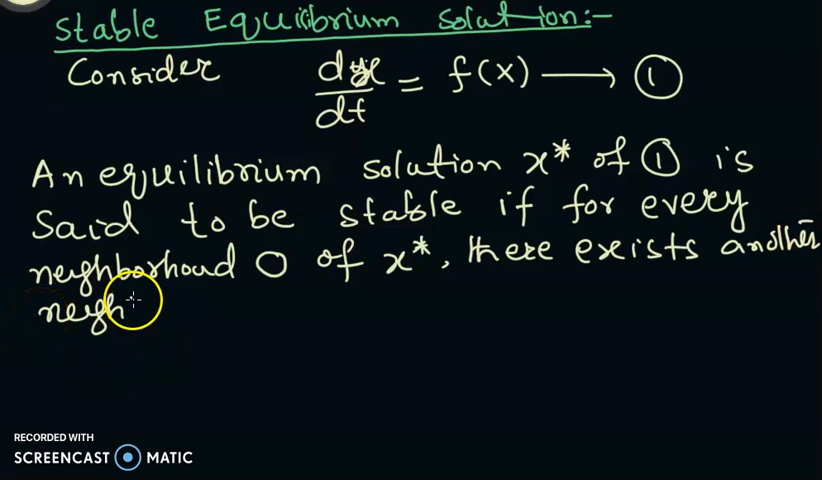 Stable Equilibrium Solution:-
Consider dx/dt = f(x) ⟶ ①
An equilibrium solution x* of ① is
Said to be stable if for every
neighborhoud O of x*, there exists another
neigh
RECORDED WITH
SCREENCAST MATIC